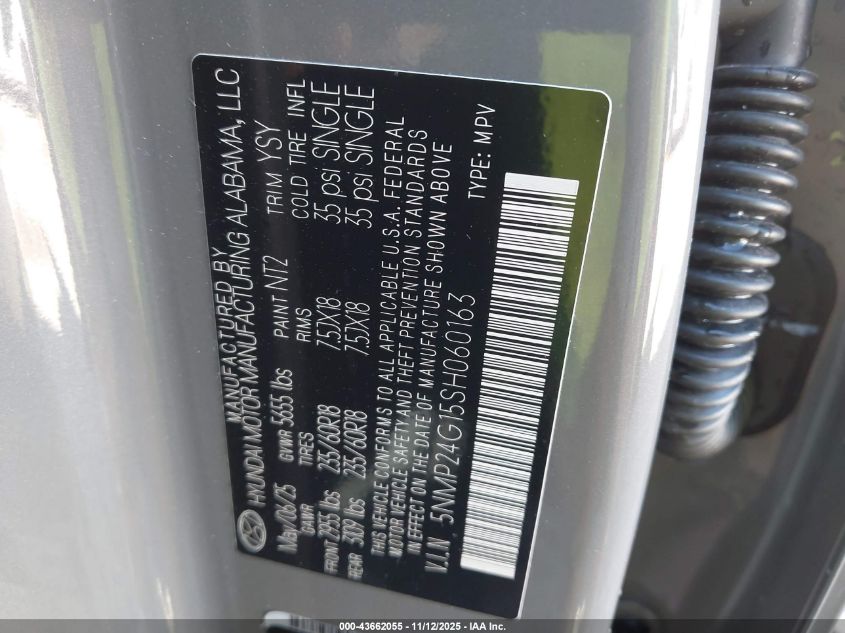 MANUFACTURED BY
HYUNDAI MOTOR MANUFACTURING ALABAMA, LLC
May/06/25 GVWR 5655 lbs PAINT NT2 TRIM YSY
GAWR TIRES RIMS COLD TIRE INFL
FRONT 2935 lbs 235/60R18 7.5JX18 35 psi SINGLE
REAR 3109 lbs 235/60R18 7.5JX18 35 psi SINGLE
THIS VEHICLE CONFORMS TO ALL APPLICABLE U.S.A. FEDERAL
MOTOR VEHICLE SAFETY AND THEFT PREVENTION STANDARDS
IN EFFECT ON THE DATE OF MANUFACTURE SHOWN ABOVE
V.I.N 5NMP24G15SH060163 TYPE: MPV
000-43662055 - 11/12/2025 - IAA Inc.